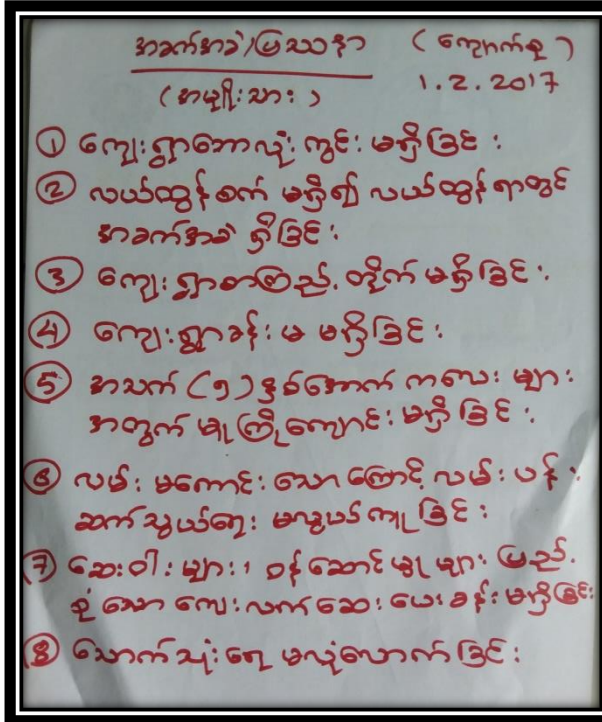 အခက်အခဲ/ပြဿနာ (ကျောက်စု)
(အမျိုးသား) 1.2.2017
① ကျေးရွာဘောလုံးကွင်း မရှိခြင်း
② လယ်ထွန်စက် မရှိ၍ လယ်ထွန်ရာတွင်
အခက်အခဲ ရှိခြင်း
③ ကျေးရွာစာကြည့်တိုက် မရှိခြင်း
④ ကျေးရွာခန်းမ မရှိခြင်း
⑤ အသက် (၅) နှစ်အောက် ကလေးများ
အတွက် မူကြိုကျောင်း မရှိခြင်း
⑥ လမ်းမကောင်းသောကြောင့် လမ်းပန်း
ဆက်သွယ်ရေး မလွယ်ကူခြင်း
⑦ ဆေးဝါးများ၊ ဝန်ဆောင်မှုများ ပြည့်
စုံသော ကျေးလက်ဆေးပေးခန်း မရှိခြင်း
⑧ သောက်သုံးရေ မလုံလောက်ခြင်း